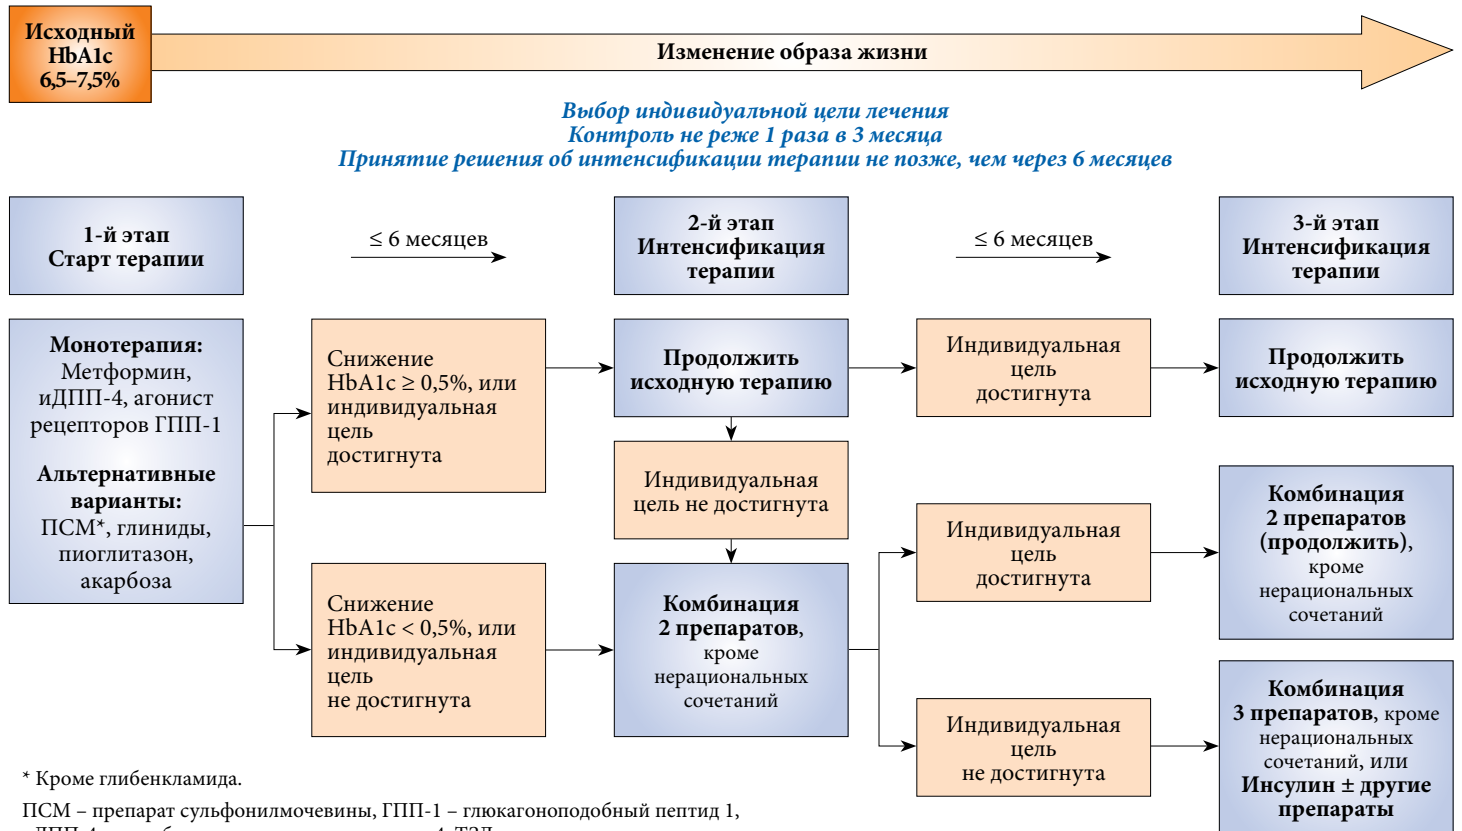 Исходный
HbA1c
6,5–7,5%
Изменение образа жизни
Выбор индивидуальной цели лечения
Контроль не реже 1 раза в 3 месяца
Принятие решения об интенсификации терапии не позже, чем через 6 месяцев
1-й этап
Старт терапии
≤ 6 месяцев
2-й этап
Интенсификация
терапии
≤ 6 месяцев
3-й этап
Интенсификация
терапии
Монотерапия:
Метформин,
иДПП-4, агонист
рецепторов ГПП-1
Альтернативные
варианты:
ПСМ*, глиниды,
пиоглитазон,
акарбоза
Снижение
HbA1c ≥ 0,5%, или
индивидуальная
цель
достигнута
Продолжить
исходную терапию
Индивидуальная
цель
достигнута
Продолжить
исходную терапию
Индивидуальная
цель не достигнута
Снижение
HbA1c < 0,5%, или
индивидуальная
цель
не достигнута
Комбинация
2 препаратов,
кроме
нерациональных
сочетаний
Индивидуальная
цель
достигнута
Комбинация
2 препаратов
(продолжить),
кроме
нерациональных
сочетаний
Индивидуальная
цель
не достигнута
Комбинация
3 препаратов, кроме
нерациональных
сочетаний, или
Инсулин ± другие
препараты
* Кроме глибенкламида.
ПСМ – препарат сульфонилмочевины, ГПП-1 – глюкагоноподобный пептид 1,